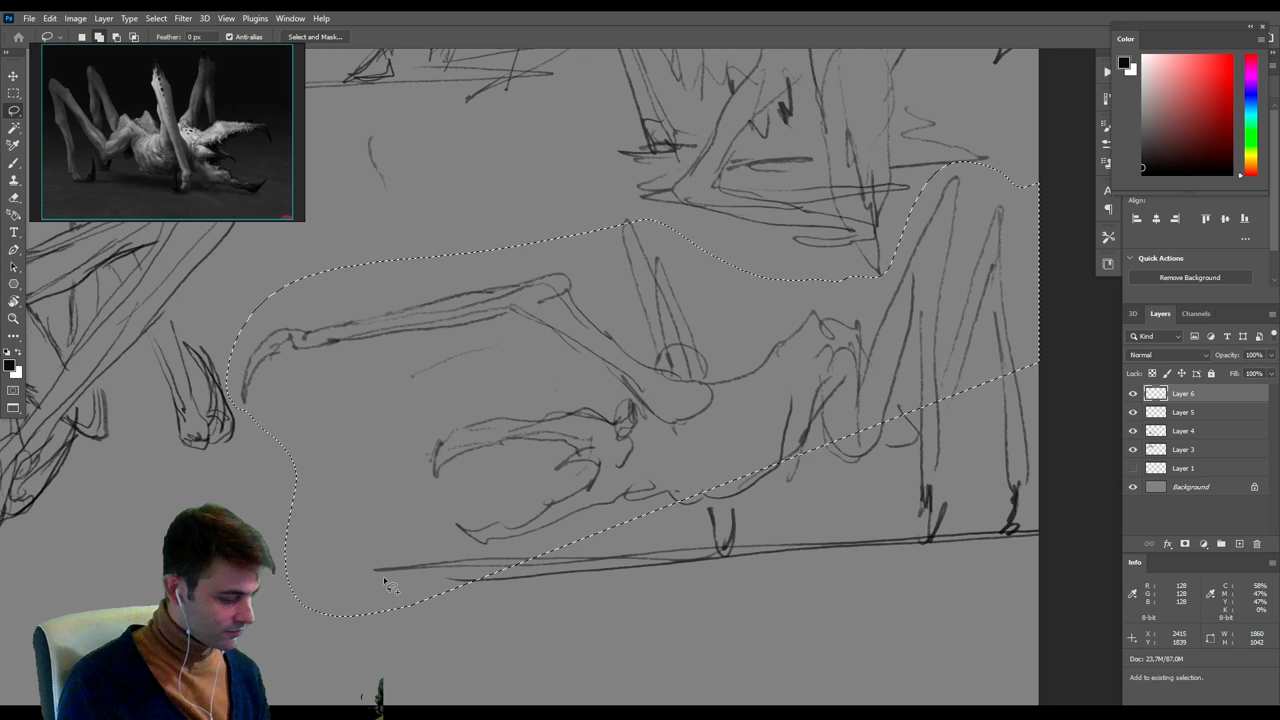 Ps File Edit Image Layer Type Select Filter 3D View Plugins Window Help
Feather: 0 px Anti-alias Select and Mask...
Color
Align:
Quick Actions
Remove Background
3D Layers Channels
Kind
Normal Opacity: 100%
Lock: Fill: 100%
Layer 6
Layer 5
Layer 4
Layer 3
Layer 1
Background
fx
Info
R : 128 C : 58%
G : 128 M : 47%
B : 128 Y : 47%
K : 0%
8-bit 8-bit
X : 2415 W : 1860
Y : 1839 H : 1042
Doc: 23,7M/87,0M
Add to existing selection.